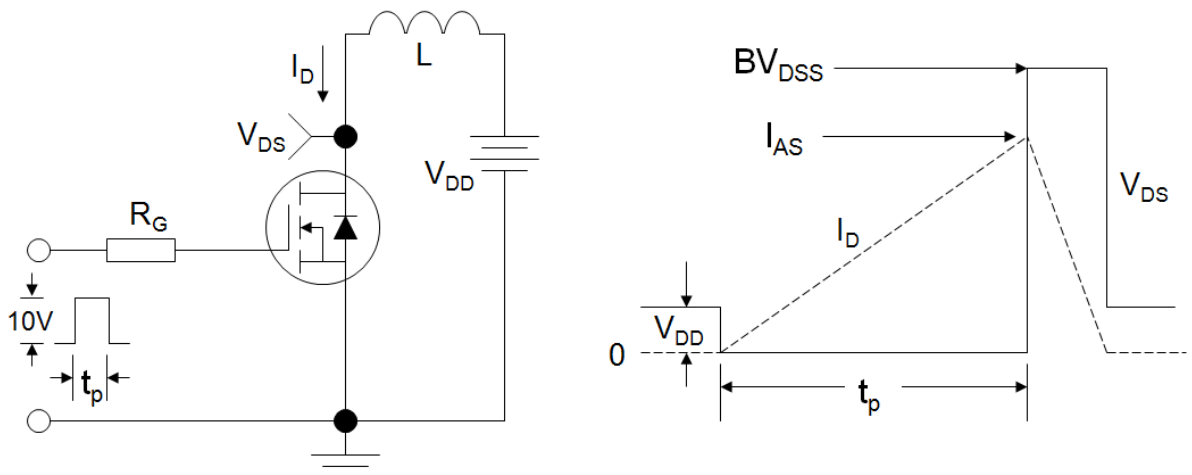 L
I_D
V_DS
V_DD
R_G
10V
t_p
BV_DSS
I_AS
V_DS
I_D
V_DD
0
t_p